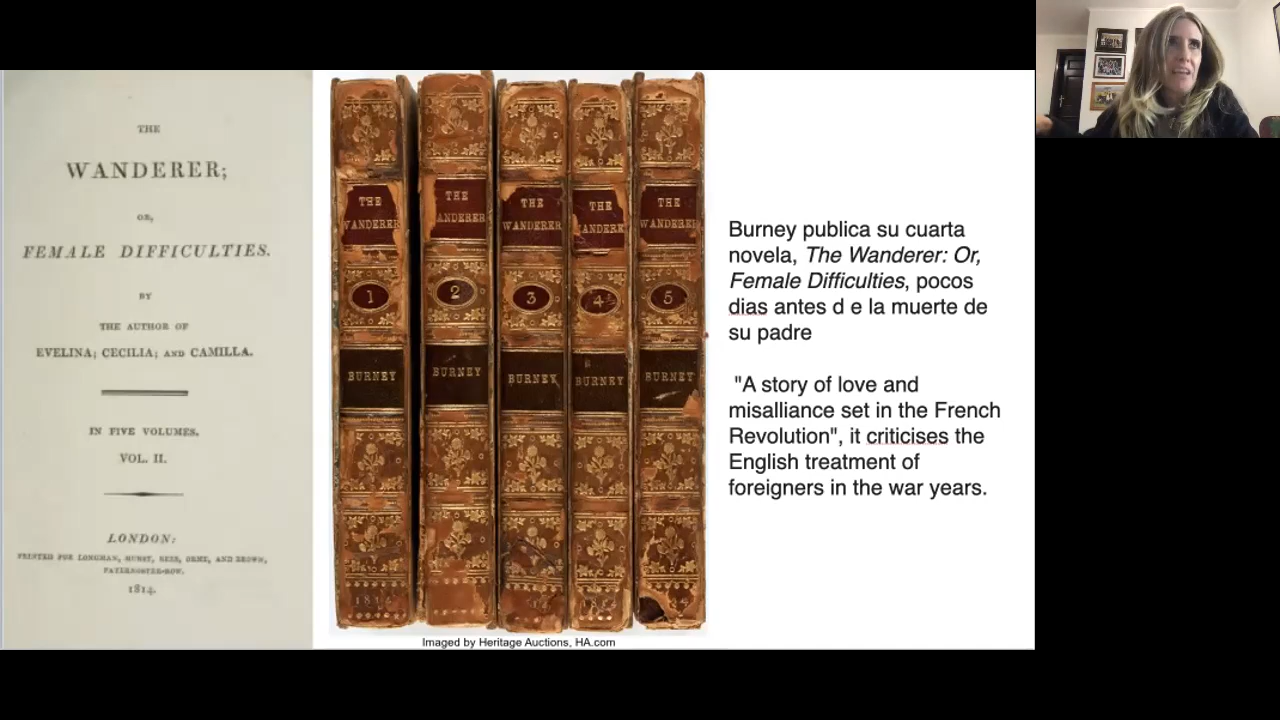 THE
WANDERER;
OR,
FEMALE DIFFICULTIES.
BY
THE AUTHOR OF
EVELINA; CECILIA; AND CAMILLA.
IN FIVE VOLUMES.
VOL. II.
LONDON:
PRINTED FOR LONGMAN, HURST, REES, ORME, AND BROWN,
PATERNOSTER-ROW.
1814.
THE
WANDERER
1
BURNEY
1814
THE
ANDERER
2
BURNEY
THE
WANDERER
3
BURNEY
THE
ANDERE
4
BURNEY
THE
WANDERER
5
BURNEY
Imaged by Heritage Auctions, HA.com
Burney publica su cuarta
novela, The Wanderer: Or,
Female Difficulties, pocos
dias antes d e la muerte de
su padre
"A story of love and
misalliance set in the French
Revolution", it criticises the
English treatment of
foreigners in the war years.